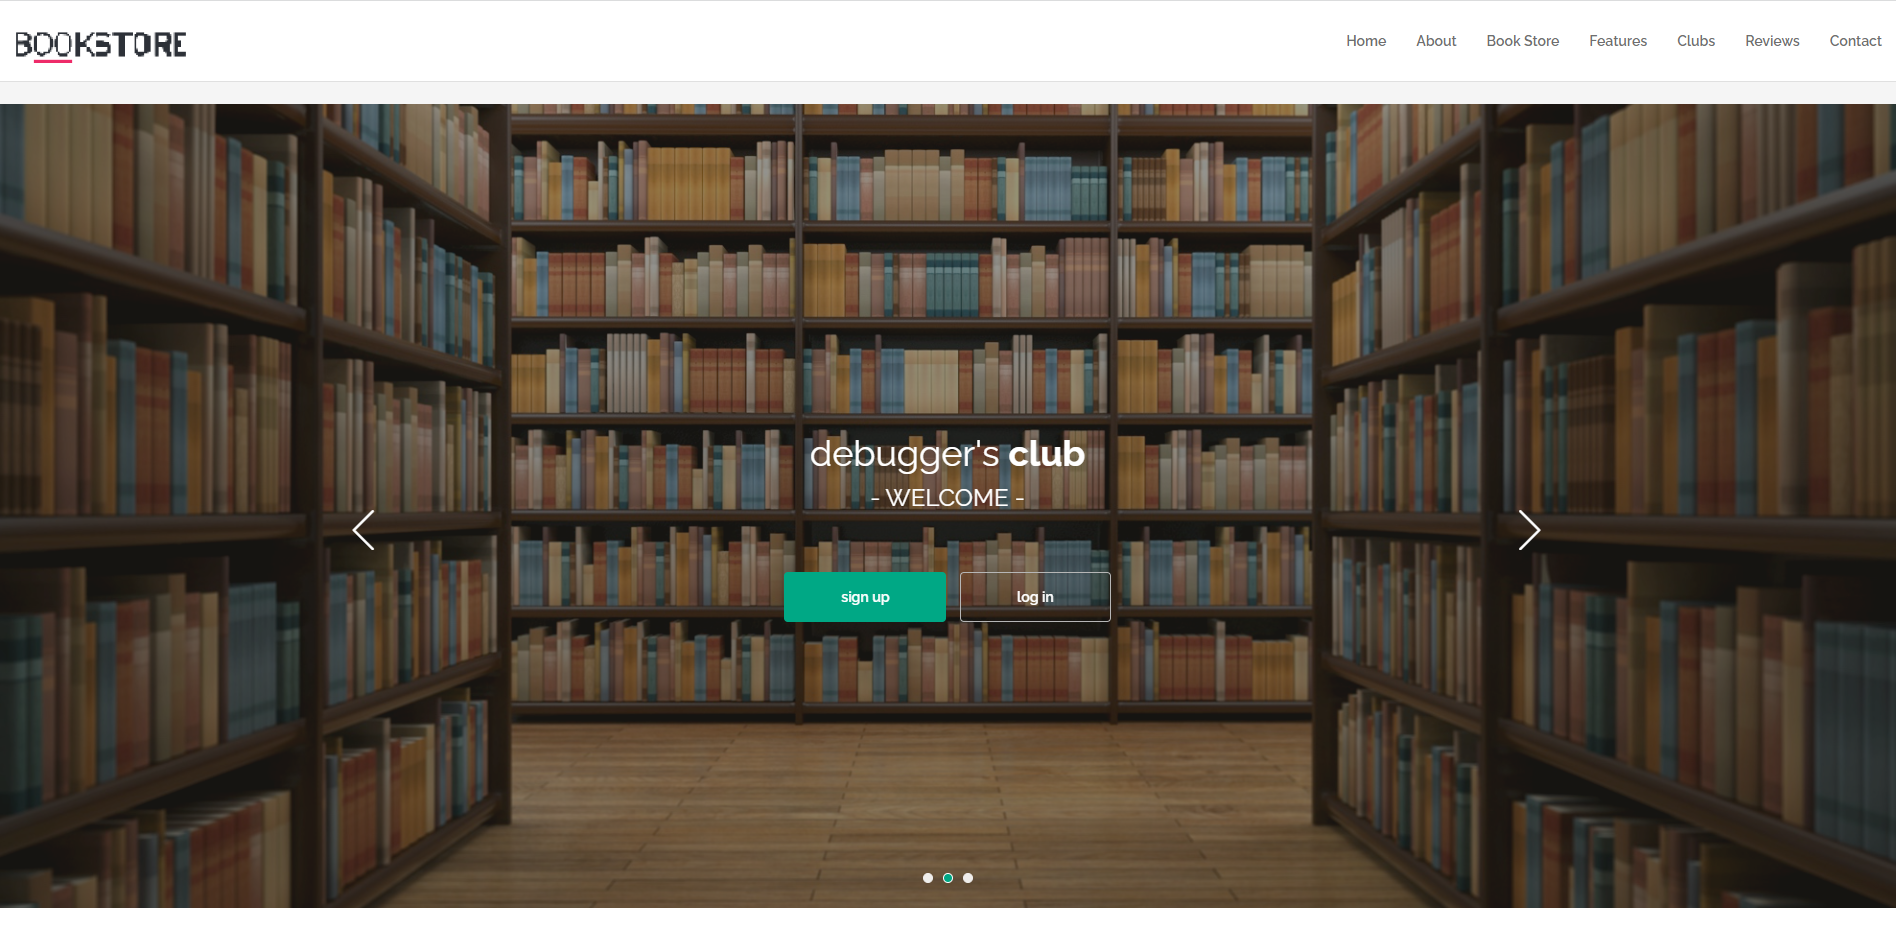 BOOKSTORE
Home About Book Store Features Clubs Reviews Contact
debugger's club
- WELCOME -
sign up
log in